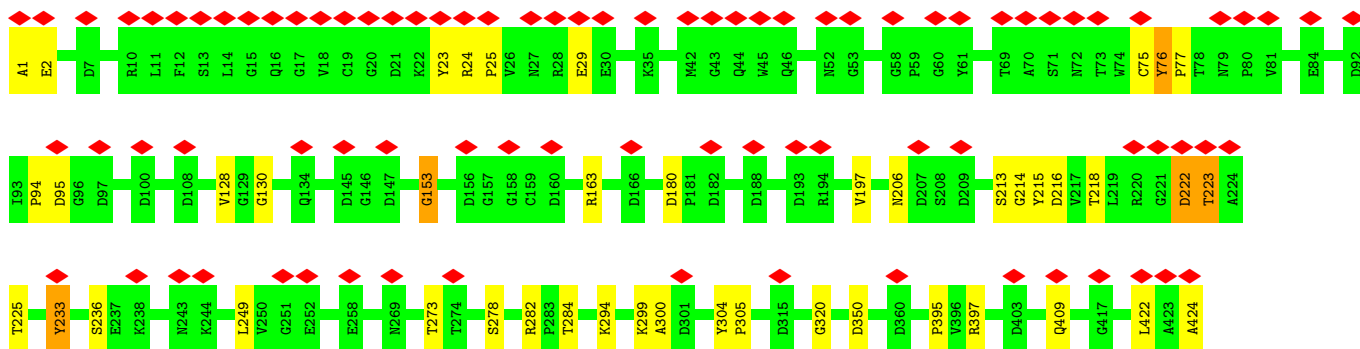 A1 E2 D7 R10 L11 F12 S13 L14 G15 Q16 G17 V18 C19 G20 D21 K22 Y23 R24 P25 V26 N27 R28 E29 E30 K35 M42 G43 Q44 W45 Q46 N52 G53 G58 P59 G60 Y61 T69 A70 S71 N72 T73 W74 C75 Y76 P77 T78 N79 P80 V81 E84 D92
I93 P94 D95 G96 D97 D100 D108 V128 G129 G130 Q134 D145 G146 D147 G153 D156 G157 G158 C159 D160 R163 D166 D180 P181 D182 D188 D193 R194 V197 N206 D207 S208 D209 S213 G214 Y215 D216 V217 T218 L219 R220 G221 D222 T223 A224
T225 Y233 S236 E237 K238 N243 K244 L249 V250 G251 E252 E258 N269 T273 T274 S278 R282 P283 T284 K294 K299 A300 D301 Y304 P305 D315 G320 D350 D360 P395 V396 R397 D403 Q409 G417 L422 A423 A424